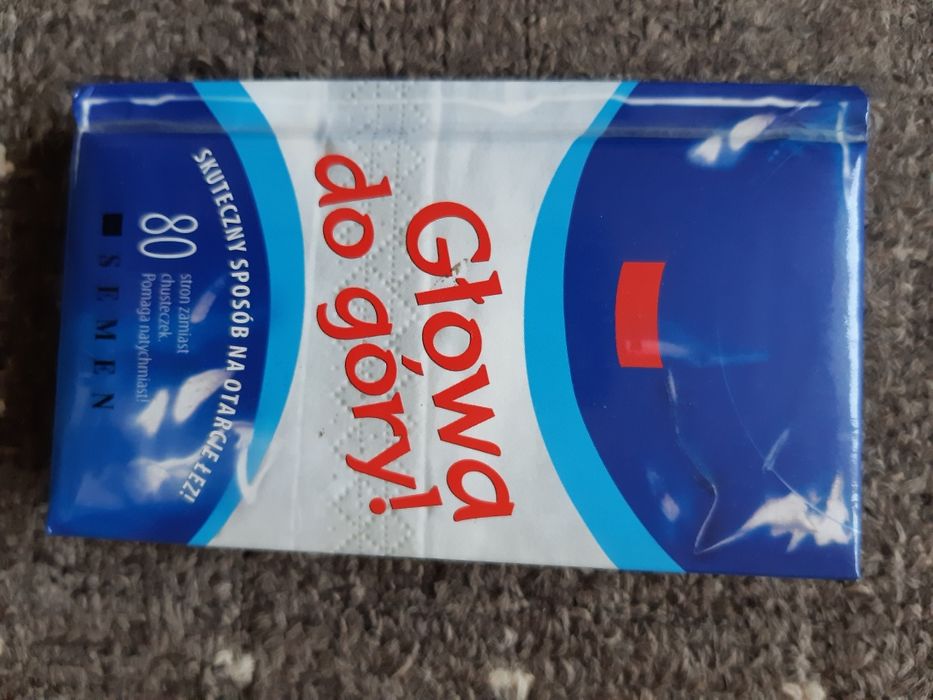 Głowa
do góry!
SKUTECZNY SPOSÓB NA OTARCIE ŁEZ!
80
stron zamiast
chusteczek.
Pomaga natychmiast!
SEMEN